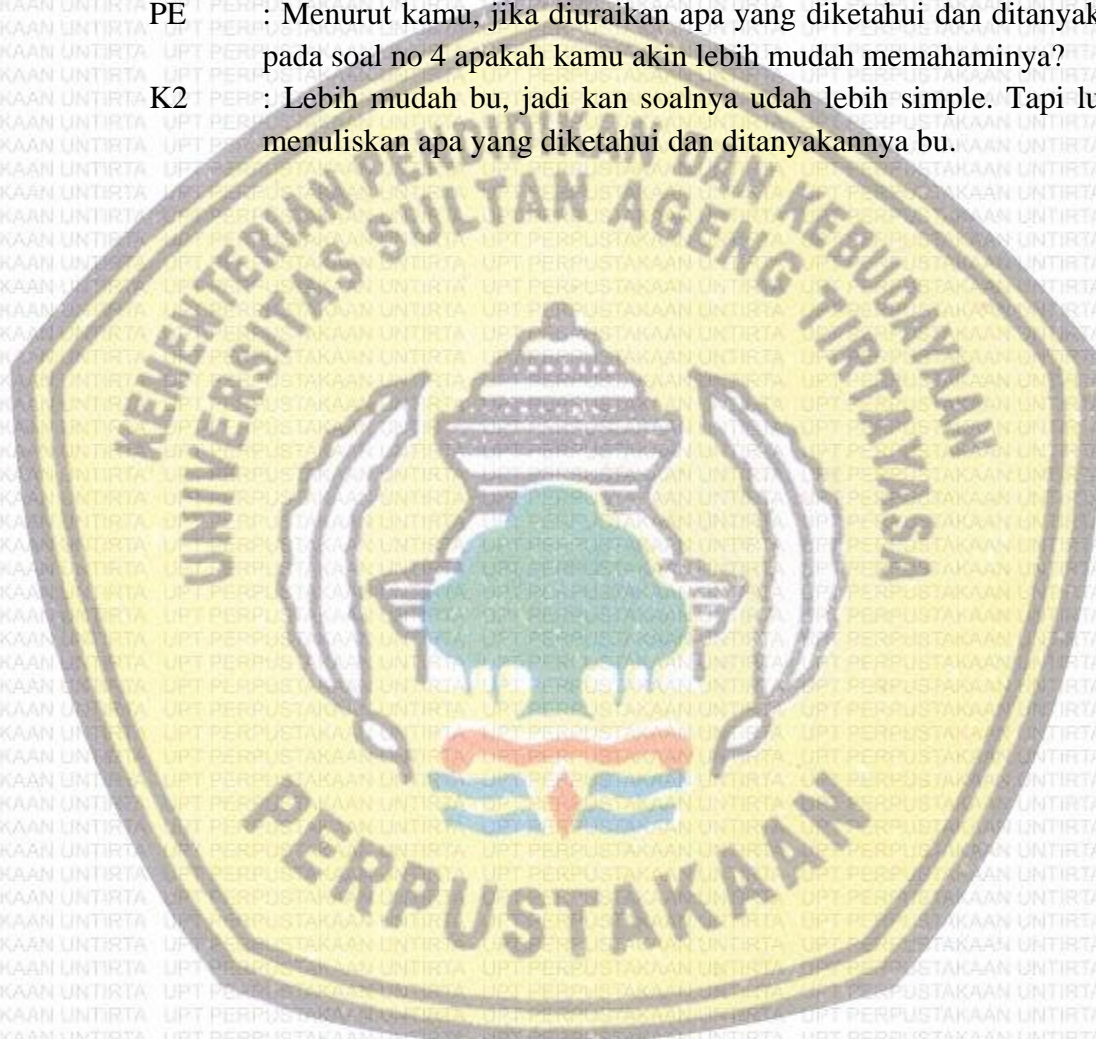 PE : Menurut kamu, jika diuraikan apa yang diketahui dan ditanyak
pada soal no 4 apakah kamu akin lebih mudah memahaminya?
K2 : Lebih mudah bu, jadi kan soalnya udah lebih simple. Tapi lu
menuliskan apa yang diketahui dan ditanyakannya bu.
KEMENTERIAN PENDIDIKAN DAN KEBUDAYAAN
UNIVERSITAS SULTAN AGENG TIRTAYASA
PERPUSTAKAAN